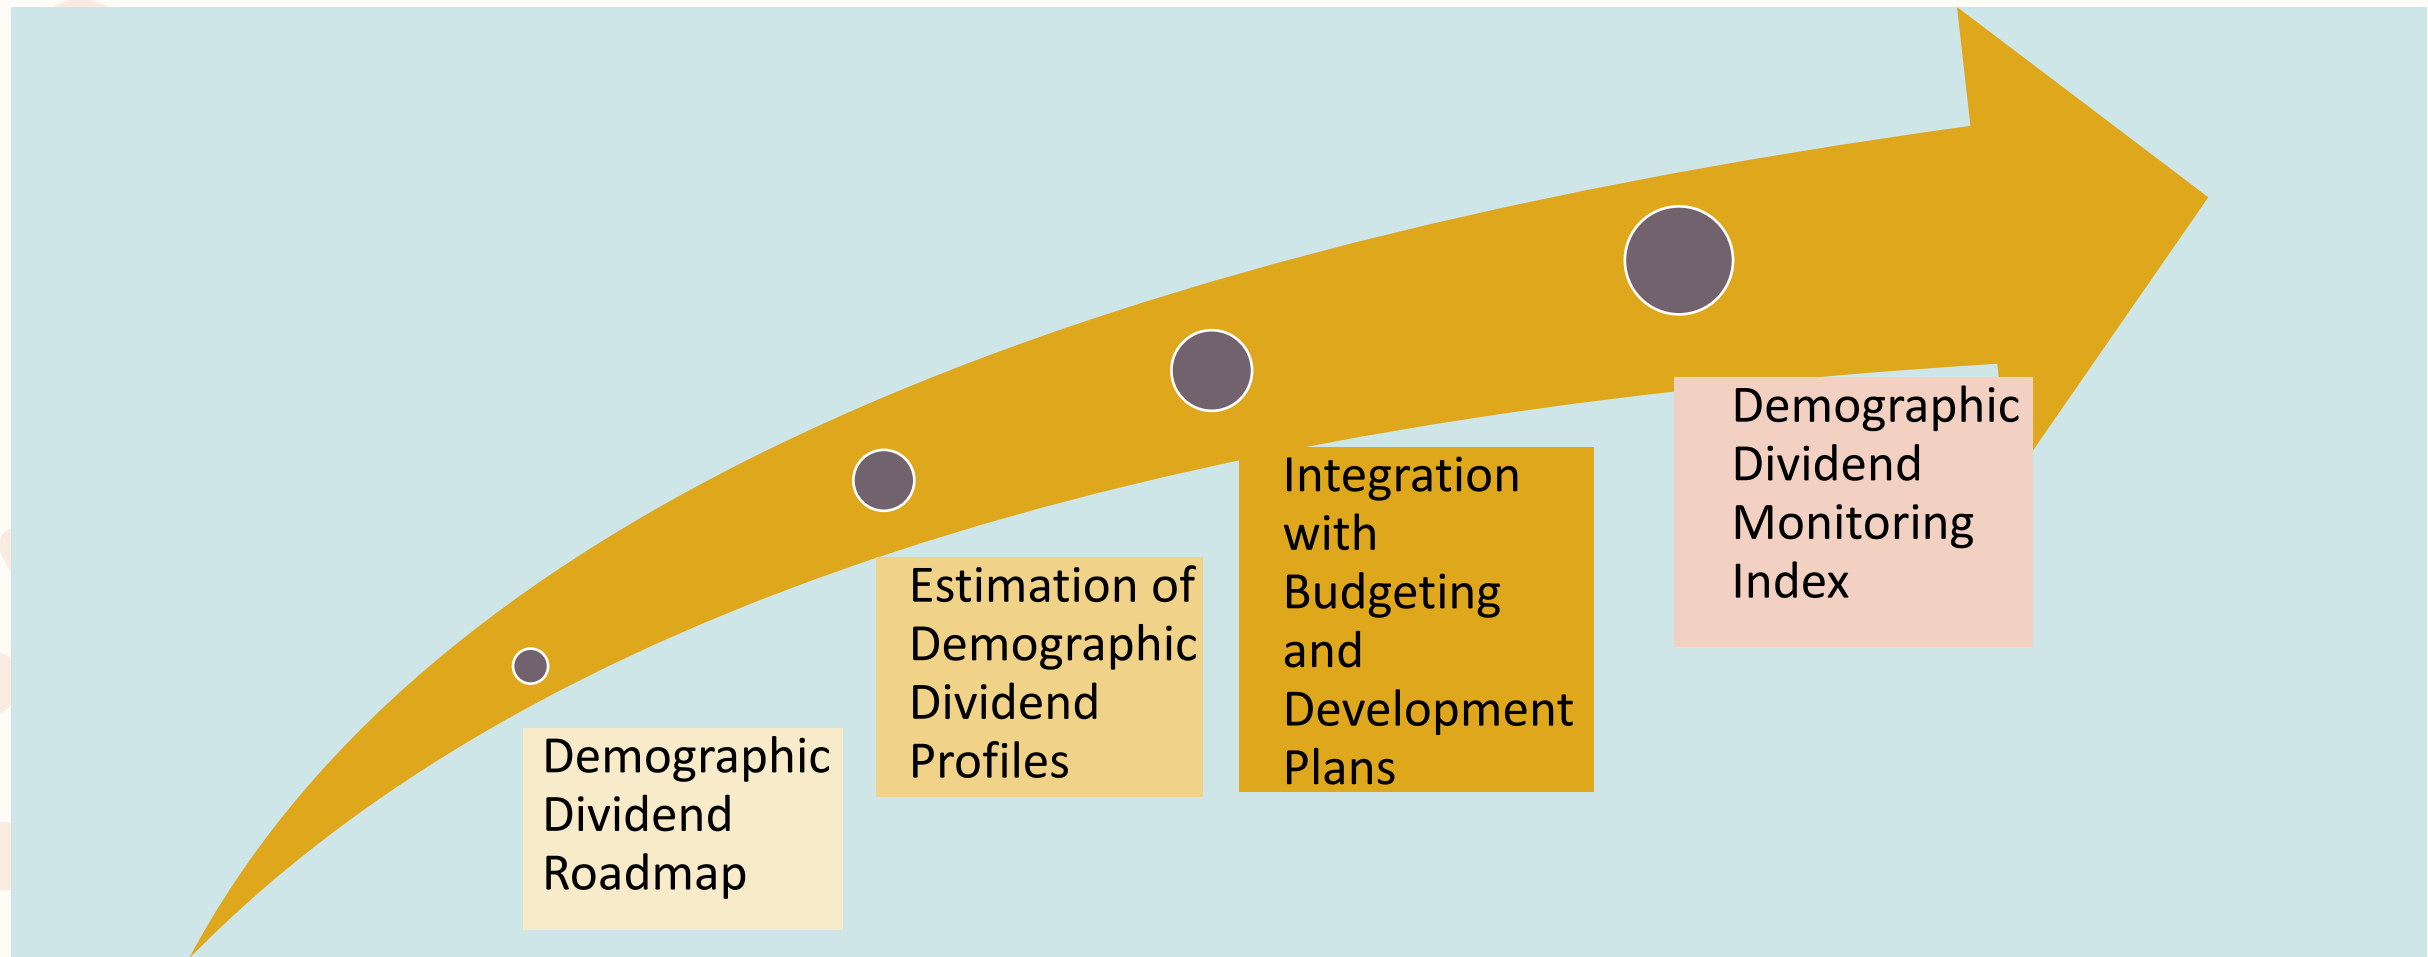 Demographic
Dividend
Roadmap
Estimation of
Demographic
Dividend
Profiles
Integration
with
Budgeting
and
Development
Plans
Demographic
Dividend
Monitoring
Index